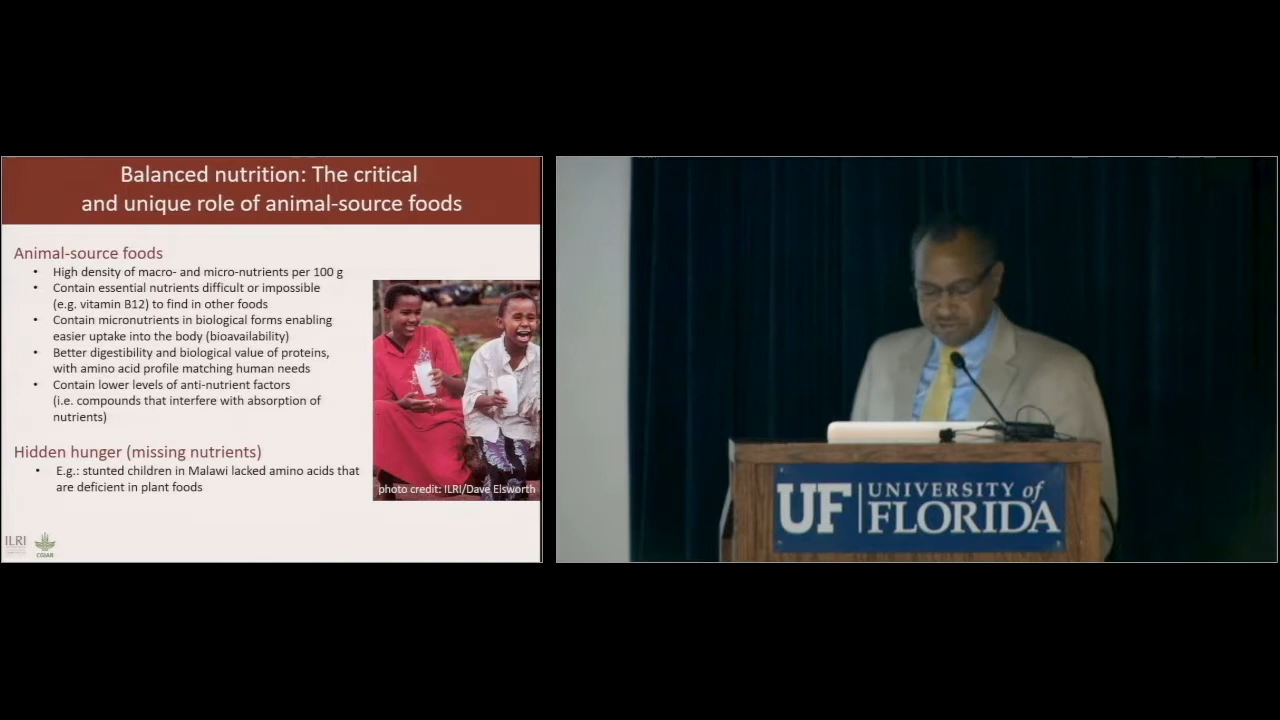 Balanced nutrition: The critical
and unique role of animal-source foods
Animal-source foods
• High density of macro- and micro-nutrients per 100 g
• Contain essential nutrients difficult or impossible
(e.g. vitamin B12) to find in other foods
• Contain micronutrients in biological forms enabling
easier uptake into the body (bioavailability)
• Better digestibility and biological value of proteins,
with amino acid profile matching human needs
• Contain lower levels of anti-nutrient factors
(i.e. compounds that interfere with absorption of
nutrients)
Hidden hunger (missing nutrients)
• E.g.: stunted children in Malawi lacked amino acids that
are deficient in plant foods
photo credit: ILRI/Dave Elsworth
ILRI
CGIAR
UF UNIVERSITY of
FLORIDA